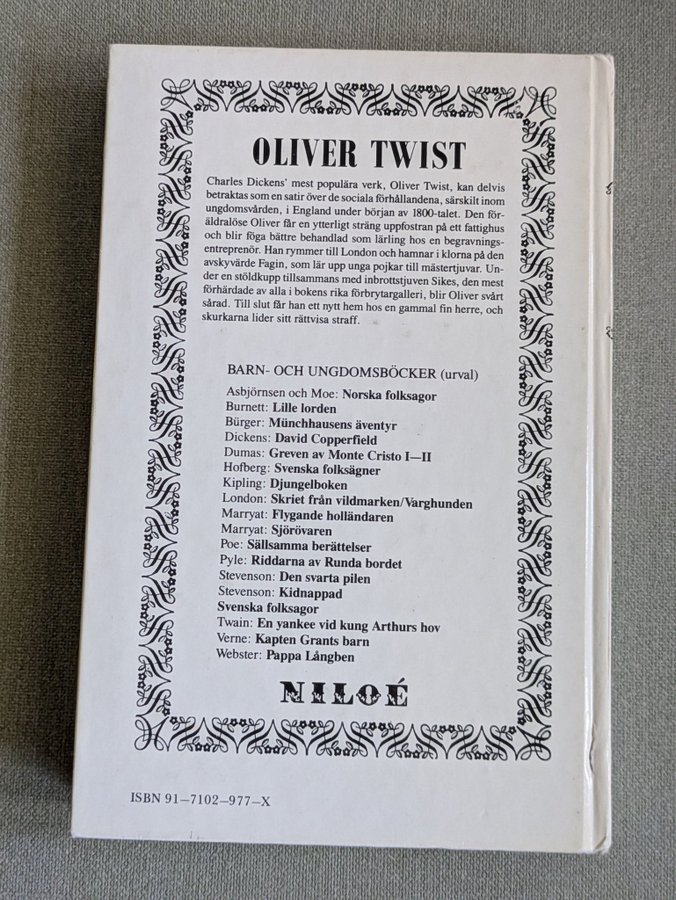 OLIVER TWIST
Charles Dickens' mest populära verk, Oliver Twist, kan delvis
betraktas som en satir över de sociala förhållandena, särskilt inom
ungdomsvården, i England under början av 1800-talet. Den för-
äldralöse Oliver får en ytterligt sträng uppfostran på ett fattighus
och blir föga bättre behandlad som lärling hos en begravnings-
entreprenör. Han rymmer till London och hamnar i klorna på den
avskyvärde Fagin, som lär upp unga pojkar till mästertjuvar. Un-
der en stöldkupp tillsammans med inbrottstjuven Sikes, den mest
förhärdade av alla i bokens rika förbrytargalleri, blir Oliver svårt
sårad. Till slut får han ett nytt hem hos en gammal fin herre, och
skurkarna lider sitt rättvisa straff.
BARN- OCH UNGDOMSBÖCKER (urval)
Asbjörnsen och Moe: Norska folksagor
Burnett: Lille lorden
Bürger: Münchhausens äventyr
Dickens: David Copperfield
Dumas: Greven av Monte Cristo I—II
Hofberg: Svenska folksägner
Kipling: Djungelboken
London: Skriet från vildmarken/Varghunden
Marryat: Flygande holländaren
Marryat: Sjörövaren
Poe: Sällsamma berättelser
Pyle: Riddarna av Runda bordet
Stevenson: Den svarta pilen
Stevenson: Kidnappad
Svenska folksagor
Twain: En yankee vid kung Arthurs hov
Verne: Kapten Grants barn
Webster: Pappa Långben
NILOÉ
ISBN 91–7102–977–X